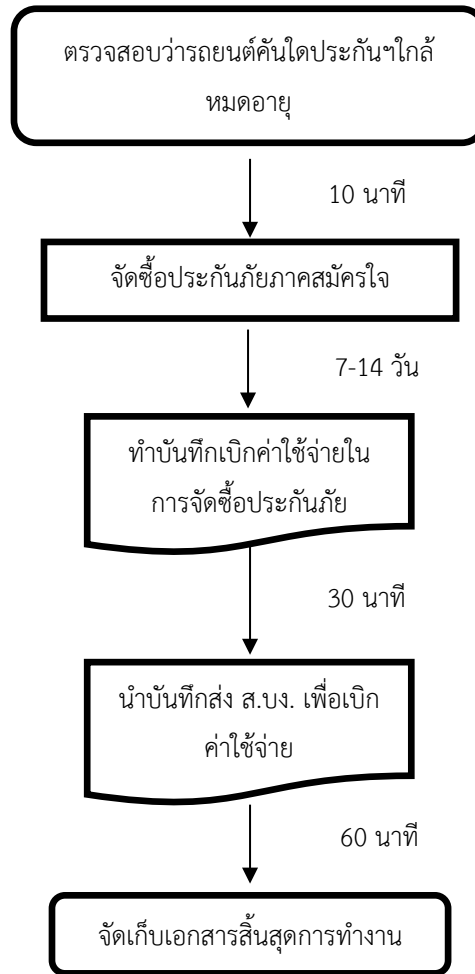 ตรวจสอบว่ารถยนต์คันใดประกันฯใกล้
หมดอายุ
10 นาที
จัดซื้อประกันภัยภาคสมัครใจ
7-14 วัน
ทำบันทึกเบิกค่าใช้จ่ายใน
การจัดซื้อประกันภัย
30 นาที
นำบันทึกส่ง ส.บง. เพื่อเบิก
ค่าใช้จ่าย
60 นาที
จัดเก็บเอกสารสิ้นสุดการทำงาน